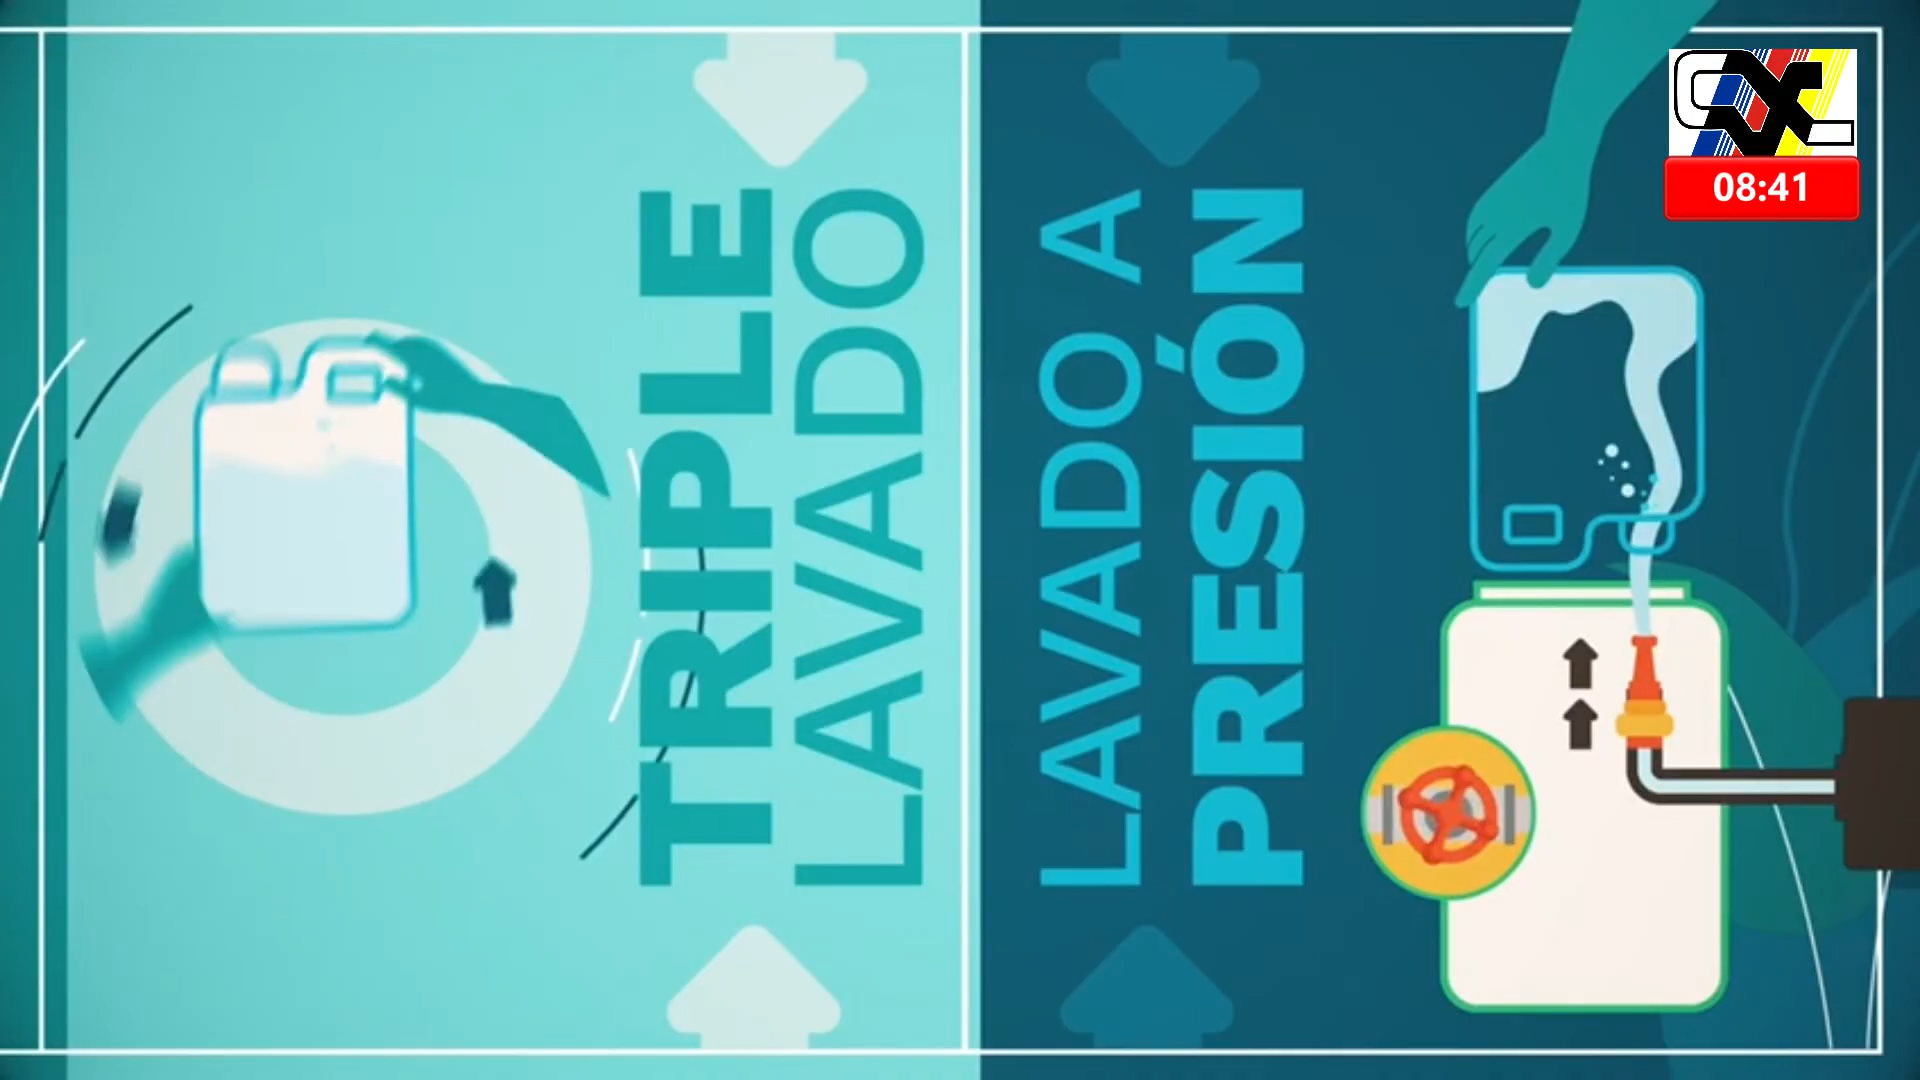 TRIPLE
LAVADO
LAVADO A
PRESIÓN
08:41